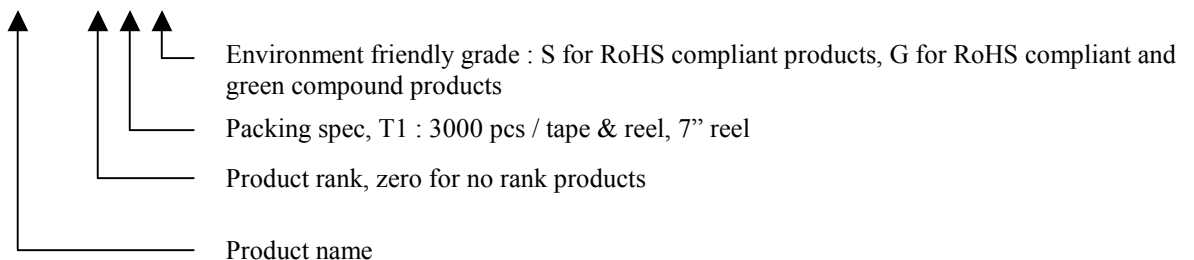 Environment friendly grade : S for RoHS compliant products, G for RoHS compliant and
green compound products
Packing spec, T1 : 3000 pcs / tape & reel, 7” reel
Product rank, zero for no rank products
Product name